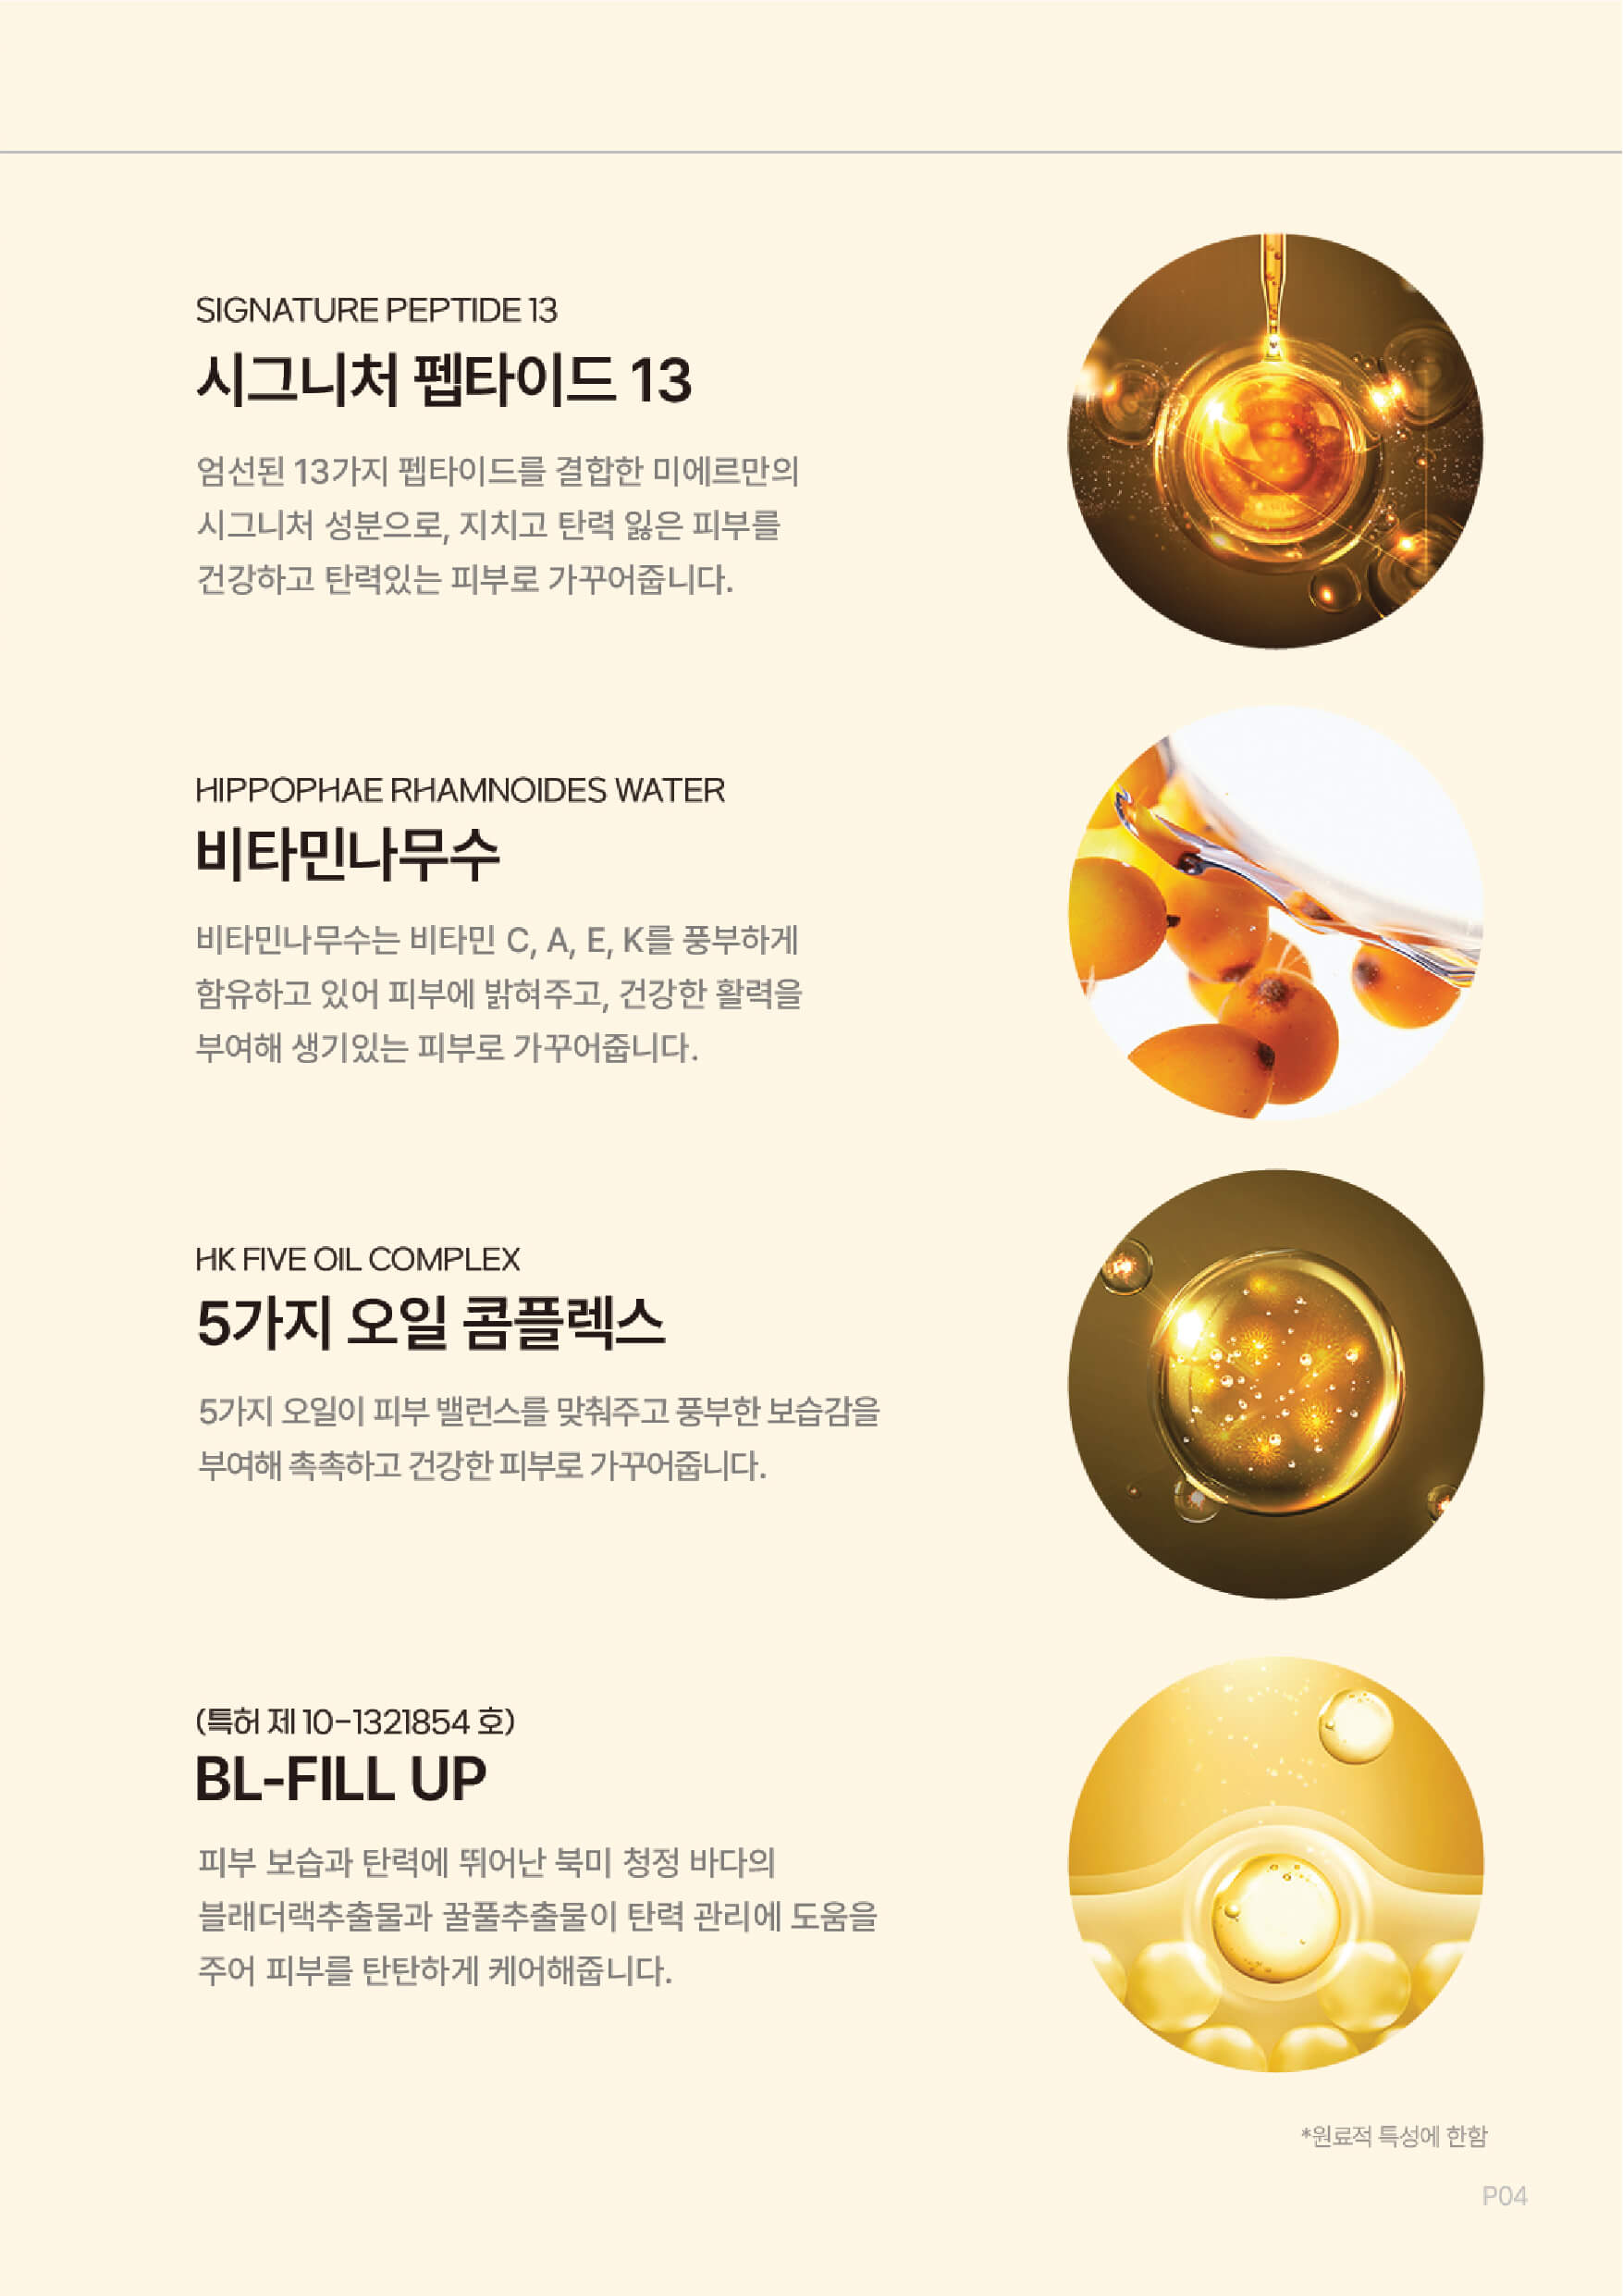 SIGNATURE PEPTIDE 13
시그니처 펩타이드 13
엄선된 13가지 펩타이드를 결합한 미에르만의
시그니처 성분으로, 지치고 탄력 잃은 피부를
건강하고 탄력있는 피부로 가꾸어줍니다.
HIPPOPHAE RHAMNOIDES WATER
비타민나무수
비타민나무수는 비타민 C, A, E, K를 풍부하게
함유하고 있어 피부에 밝혀주고, 건강한 활력을
부여해 생기있는 피부로 가꾸어줍니다.
HK FIVE OIL COMPLEX
5가지 오일 콤플렉스
5가지 오일이 피부 밸런스를 맞춰주고 풍부한 보습감을
부여해 촉촉하고 건강한 피부로 가꾸어줍니다.
(특허 제 10-1321854 호)
BL-FILL UP
피부 보습과 탄력에 뛰어난 북미 청정 바다의
블래더랙추출물과 꿀풀추출물이 탄력 관리에 도움을
주어 피부를 탄탄하게 케어해줍니다.
*원료적 특성에 한함
P04